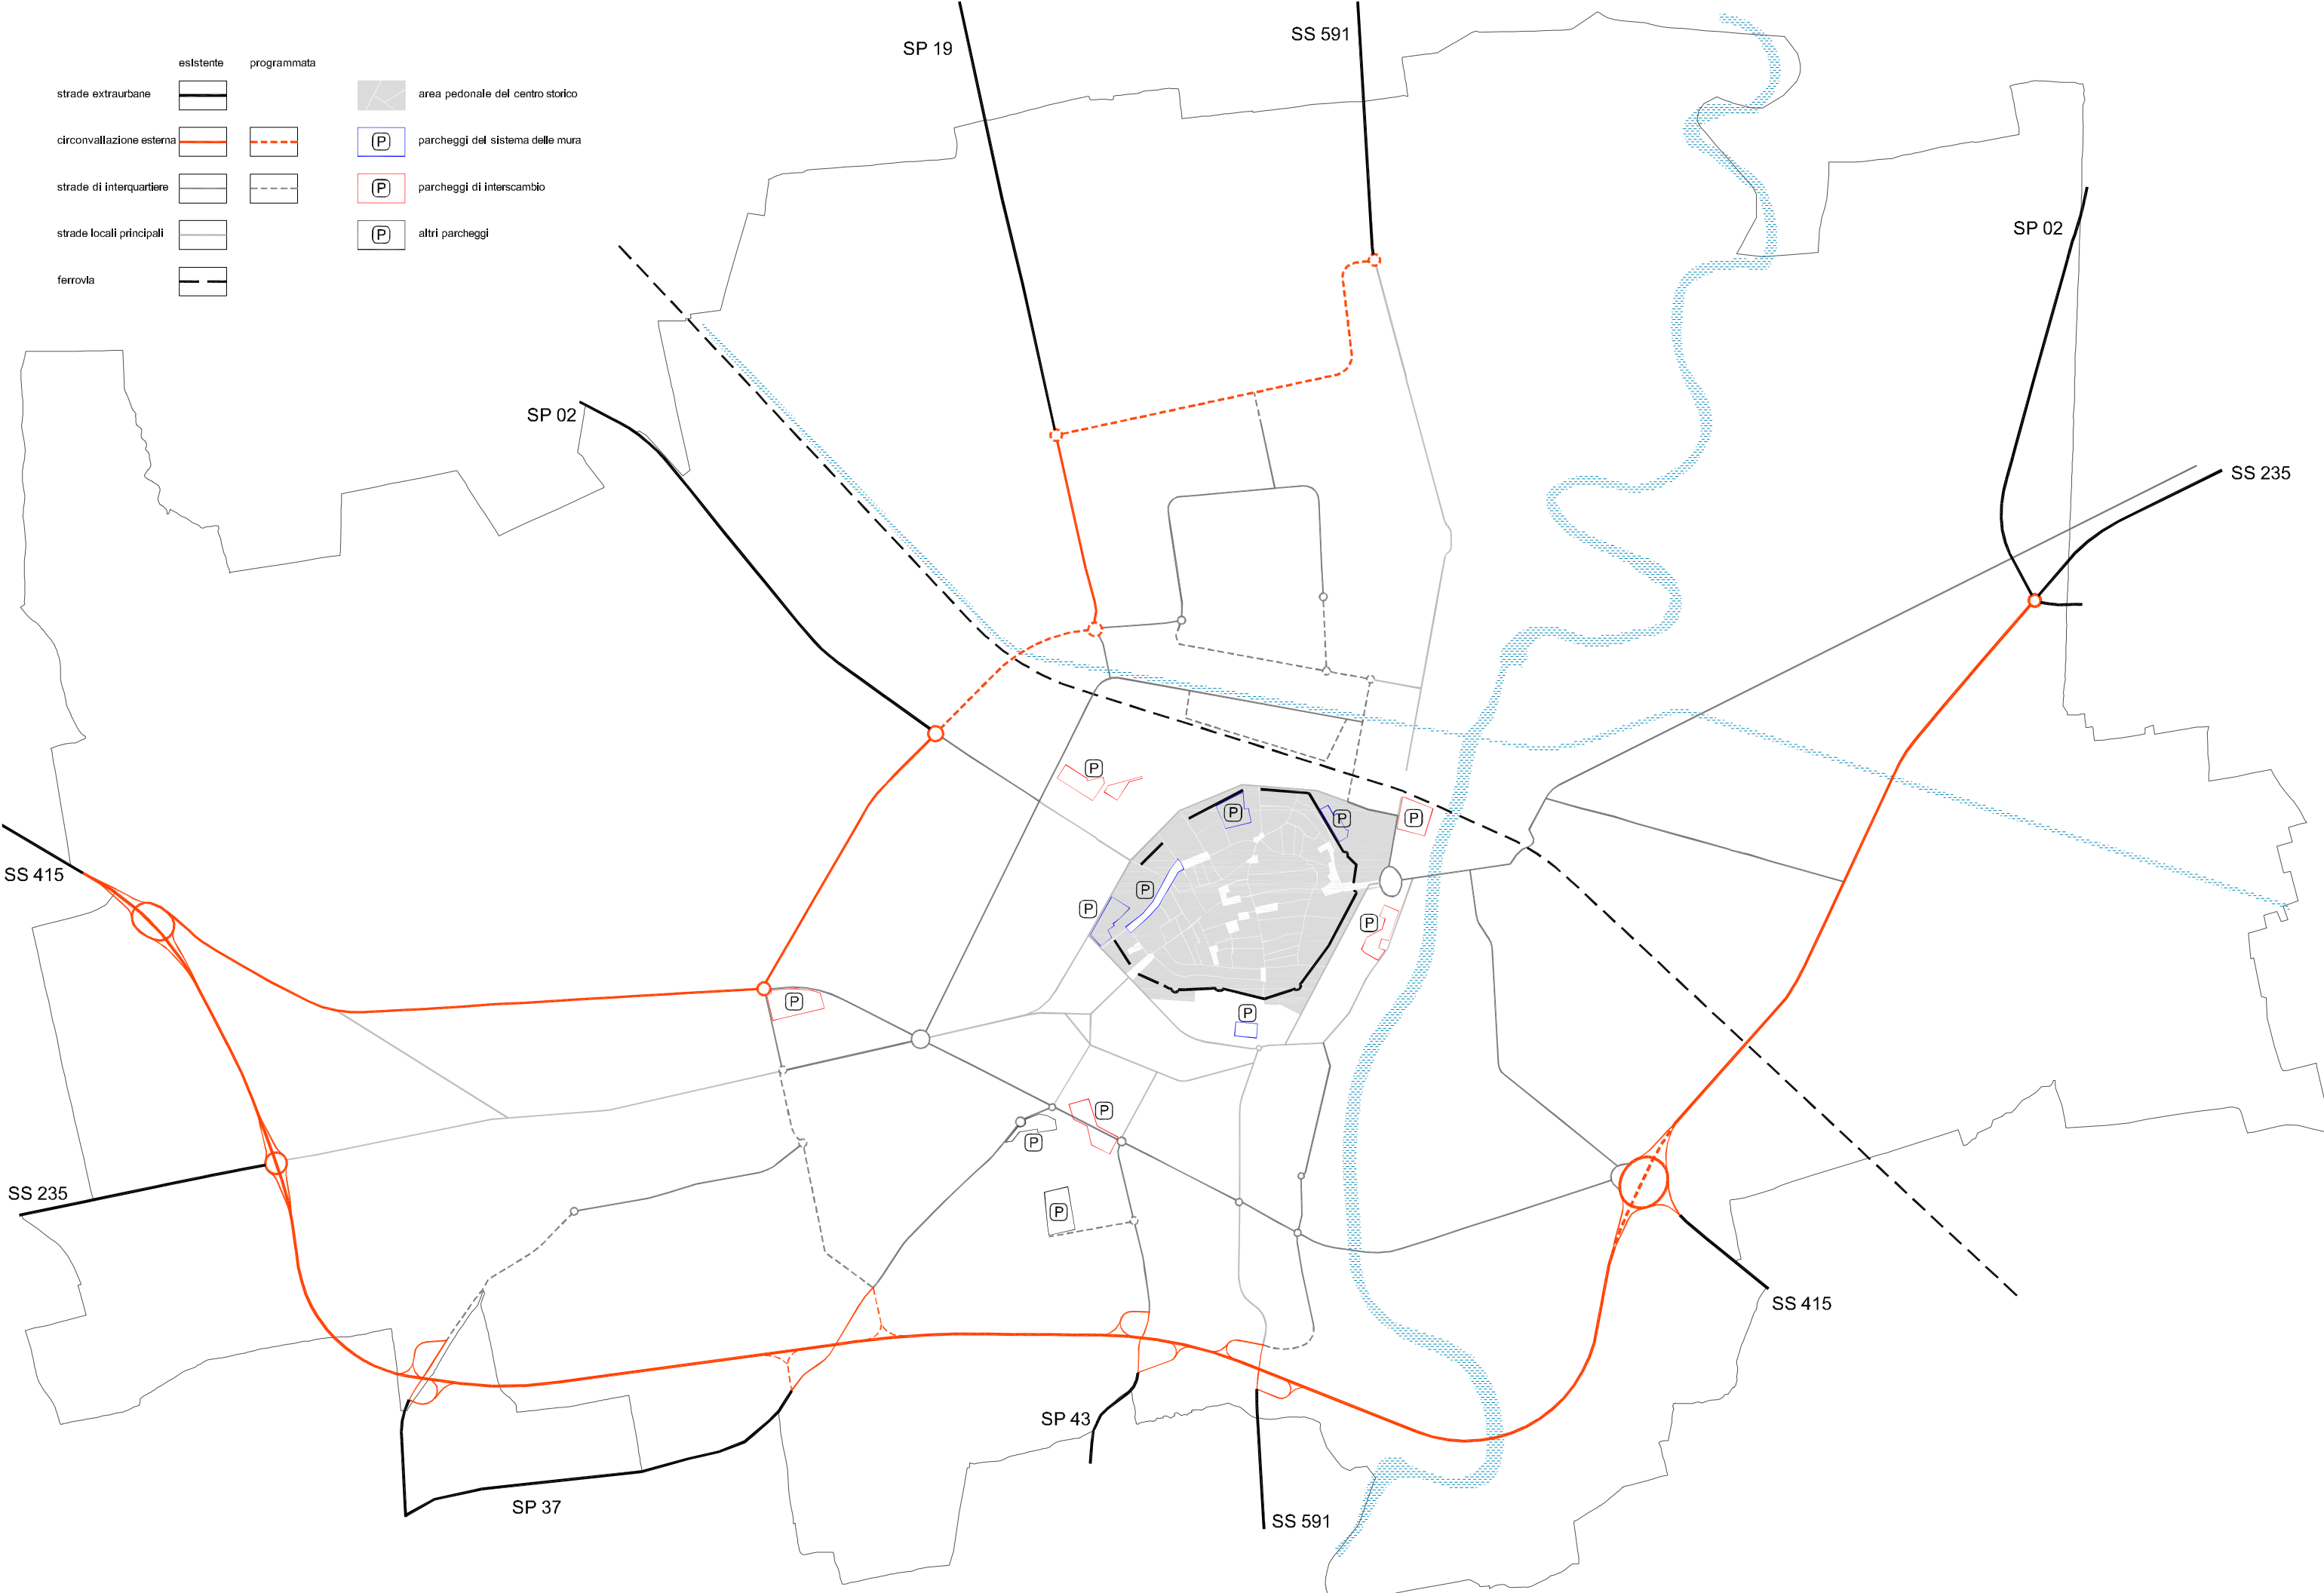 esistente programmata
strade extraurbane
area pedonale del centro storico
circonvallazione esterna
P parcheggi del sistema delle mura
strade di interquartiere
P parcheggi di interscambio
strade locali principali
P altri parcheggi
ferrovia
SP 19
SS 591
SP 02
SP 02
SS 235
P
P
P
P
P
P
P
SS 415
P
P
P
P
SS 235
P
SS 415
SP 43
SP 37
SS 591